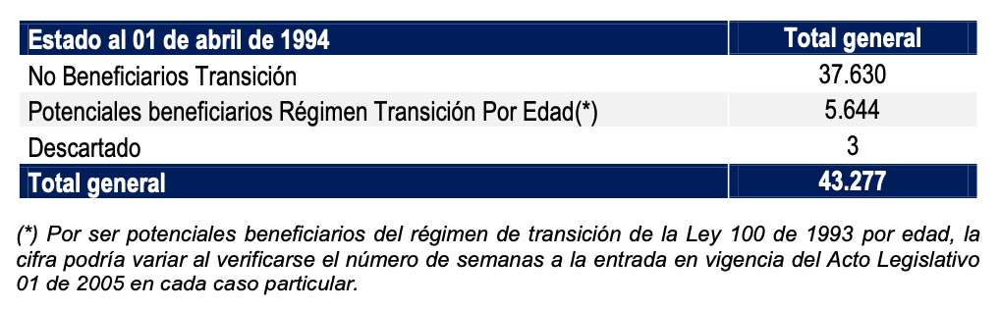 Estado al 01 de abril de 1994 Total general
No Beneficiarios Transición 37.630
Potenciales beneficiarios Régimen Transición Por Edad(*) 5.644
Descartado 3
Total general 43.277
(*) Por ser potenciales beneficiarios del régimen de transición de la Ley 100 de 1993 por edad, la
cifra podría variar al verificarse el número de semanas a la entrada en vigencia del Acto Legislativo
01 de 2005 en cada caso particular.